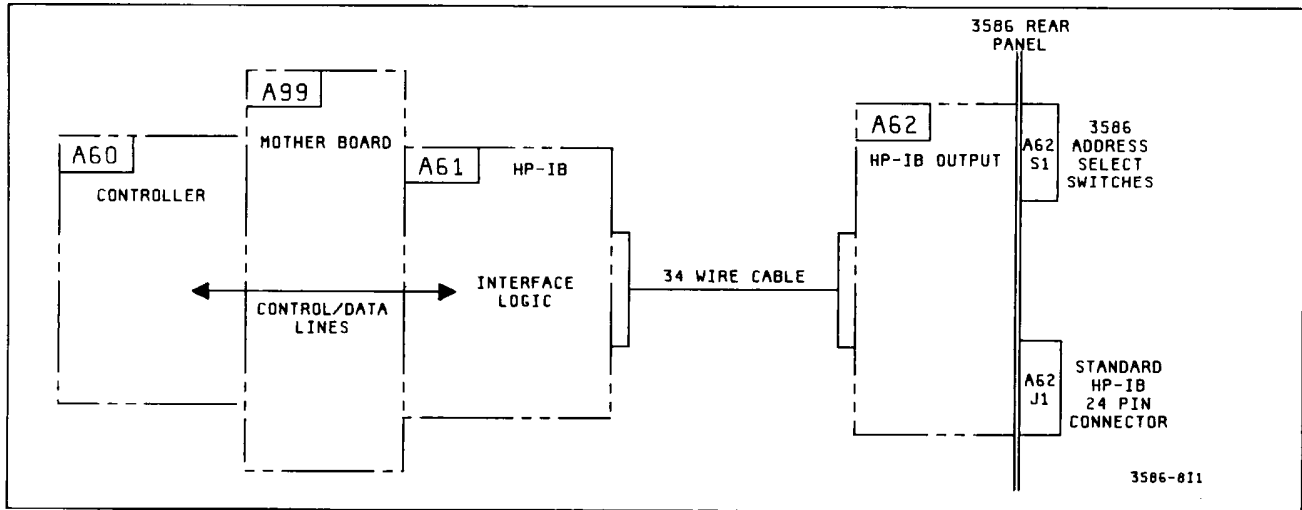 3586 REAR
PANEL
A99
MOTHER BOARD
A60
CONTROLLER
A61
HP-IB
A62
HP-IB OUTPUT
A62
S1
3586
ADDRESS
SELECT
SWITCHES
CONTROL/DATA
LINES
INTERFACE
LOGIC
34 WIRE CABLE
A62
J1
STANDARD
HP-IB
24 PIN
CONNECTOR
3586-8I1